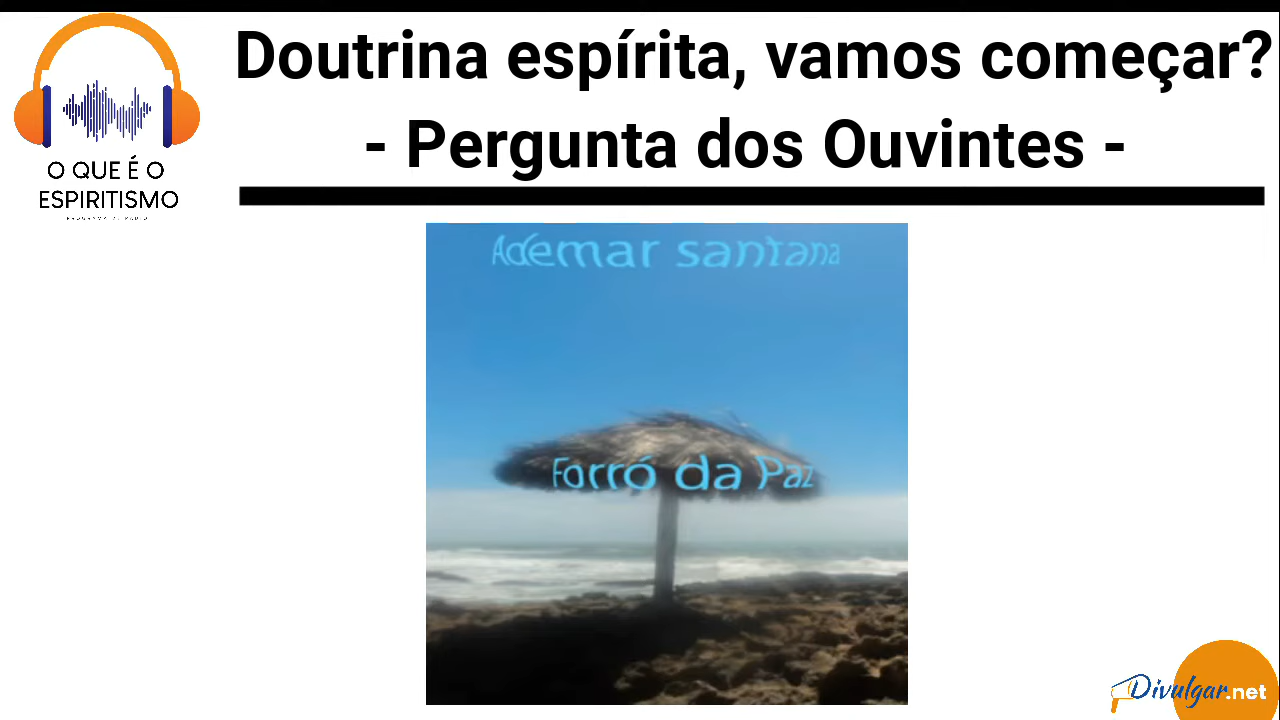 Doutrina espírita, vamos começar?
- Pergunta dos Ouvintes -
O QUE É O
ESPIRITISMO
Ademar santana
Forró da Paz
Divulgar.net